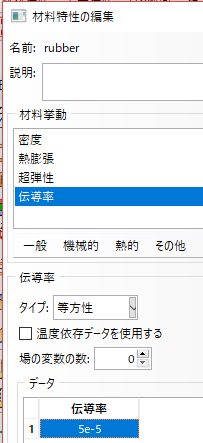 材料特性の編集
名前: rubber
説明:
材料挙動
密度
熱膨張
超弾性
伝導率
一般 機械的 熱的 その他
伝導率
タイプ: 等方性
温度依存データを使用する
場の変数の数: 0
データ
伝導率
1 5e-5